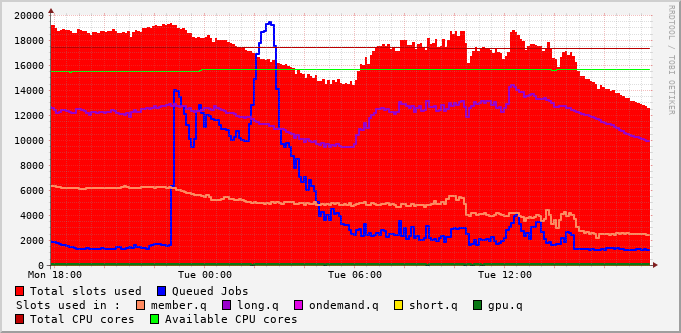 20000
18000
16000
14000
12000
10000
8000
6000
4000
2000
0
Mon 18:00 Tue 00:00 Tue 06:00 Tue 12:00
Total slots used Queued Jobs
Slots used in : member.q long.q ondemand.q short.q gpu.q
Total CPU cores Available CPU cores
RRDTOOL / TOBI OETIKER